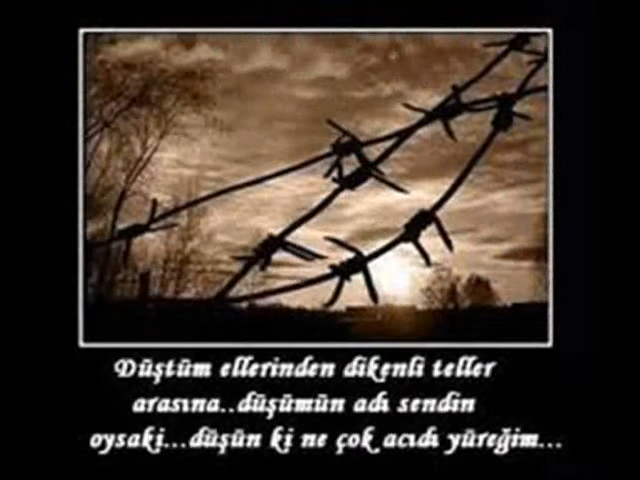 Düştüm ellerinden dikenli teller
arasına..düşümün adı sendin
oysaki...düşün ki ne çok acıdı yüreğim...